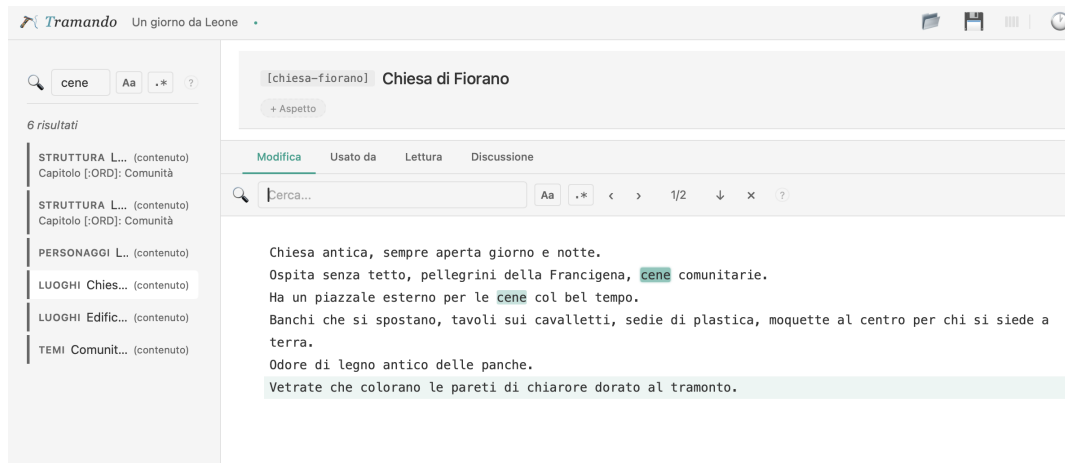 Tramando Un giorno da Leone
cene Aa .* ?
6 risultati
STRUTTURA L... (contenuto)
Capitolo [:ORD]: Comunità
STRUTTURA L... (contenuto)
Capitolo [:ORD]: Comunità
PERSONAGGI L.. (contenuto)
LUOGHI Chies... (contenuto)
LUOGHI Edific... (contenuto)
TEMI Comunit... (contenuto)
[chiesa-fiorano] Chiesa di Fiorano
+ Aspetto
Modifica Usato da Lettura Discussione
Cerca... Aa .* ‹ › 1/2 ↓ × ?
Chiesa antica, sempre aperta giorno e notte.
Ospita senza tetto, pellegrini della Francigena, cene comunitarie.
Ha un piazzale esterno per le cene col bel tempo.
Banchi che si spostano, tavoli sui cavalletti, sedie di plastica, moquette al centro per chi si siede a
terra.
Odore di legno antico delle panche.
Vetrate che colorano le pareti di chiarore dorato al tramonto.